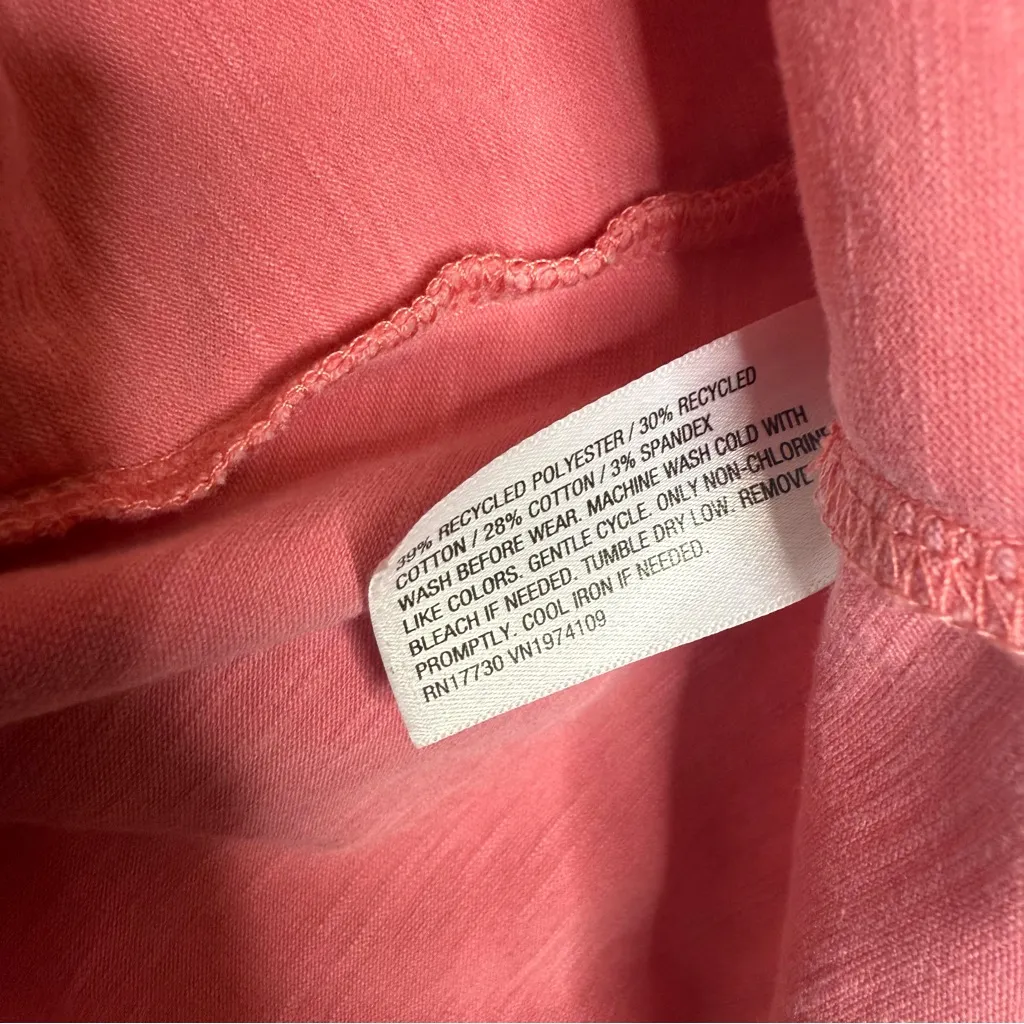 39% RECYCLED POLYESTER / 30% RECYCLED
COTTON / 28% COTTON / 3% SPANDEX
WASH BEFORE WEAR. MACHINE WASH COLD WITH
LIKE COLORS. GENTLE CYCLE. ONLY NON-CHLORINE
BLEACH IF NEEDED. TUMBLE DRY LOW. REMOVE
PROMPTLY. COOL IRON IF NEEDED.
RN17730 VN1974109